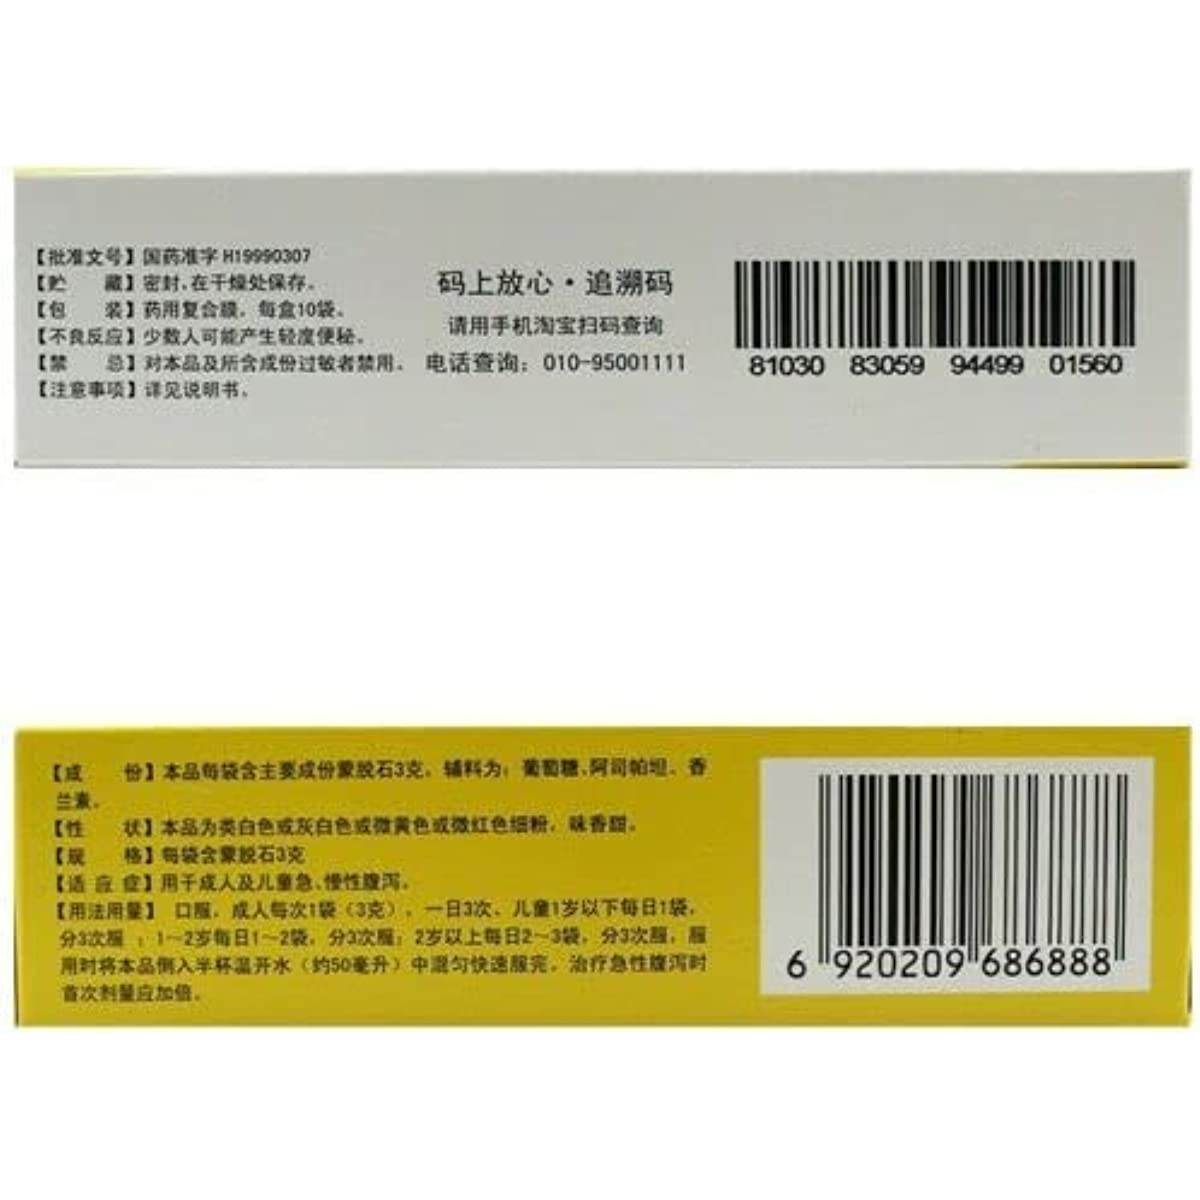 【批准文号】国药准字H19990307
【贮 藏】密封,在干燥处保存。
【包 装】药用复合膜,每盒10袋。
【不良反应】少数人可能产生轻度便秘。
【禁 忌】对本品及所含成份过敏者禁用。
【注意事项】详见说明书。
码上放心·追溯码
请用手机淘宝扫码查询
电话查询:010-95001111
81030 83059 94499 01560
【成 份】本品每袋含主要成份蒙脱石3克。辅料为:葡萄糖、阿司帕坦、香
兰素。
【性 状】本品为类白色或灰白色或微黄色或微红色细粉,味香甜。
【规 格】每袋含蒙脱石3克
【适应症】用于成人及儿童急、慢性腹泻。
【用法用量】 口服,成人每次1袋(3克),一日3次。儿童1岁以下每日1袋,
分3次服;1~2岁每日1~2袋,分3次服;2岁以上每日2~3袋,分3次服。服
用时将本品倒入半杯温开水(约50毫升)中混匀快速服完。治疗急性腹泻时
首次剂量应加倍。
6 920209 686888